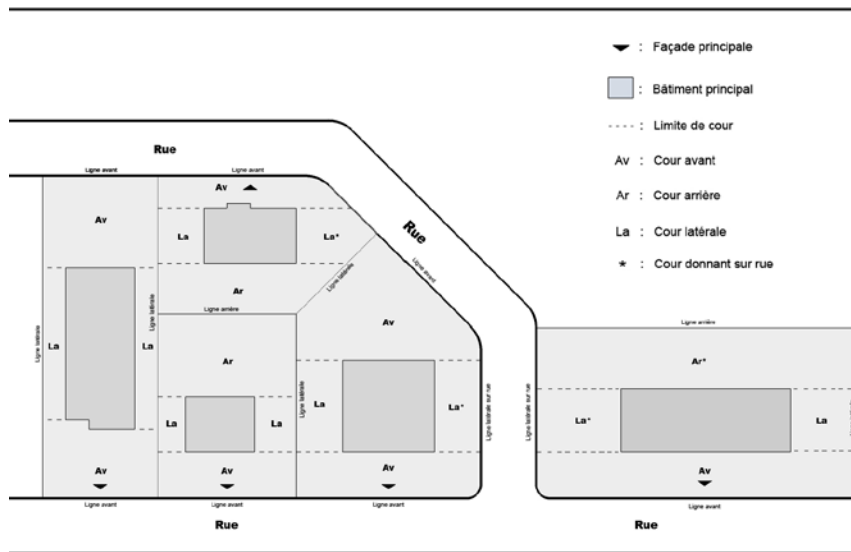 : Façade principale
: Bâtiment principal
---- : Limite de cour
Av : Cour avant
Ar : Cour arrière
La : Cour latérale
* : Cour donnant sur rue
Rue
Ligne avant
Ligne avant
Av
Av
La
La*
Rue
Ligne latérale
Ligne avant
Ar
Ligne arrière
Ligne latérale
Ligne latérale
La
La
Av
Ar
Ligne latérale
La
La*
Ligne latérale sur rue
La
La
Av
Av
Av
Ligne avant
Ligne avant
Ligne avant
Rue
Ligne arrière
Ar*
Ligne latérale sur rue
La*
La
Ligne latérale
Av
Ligne avant
Rue